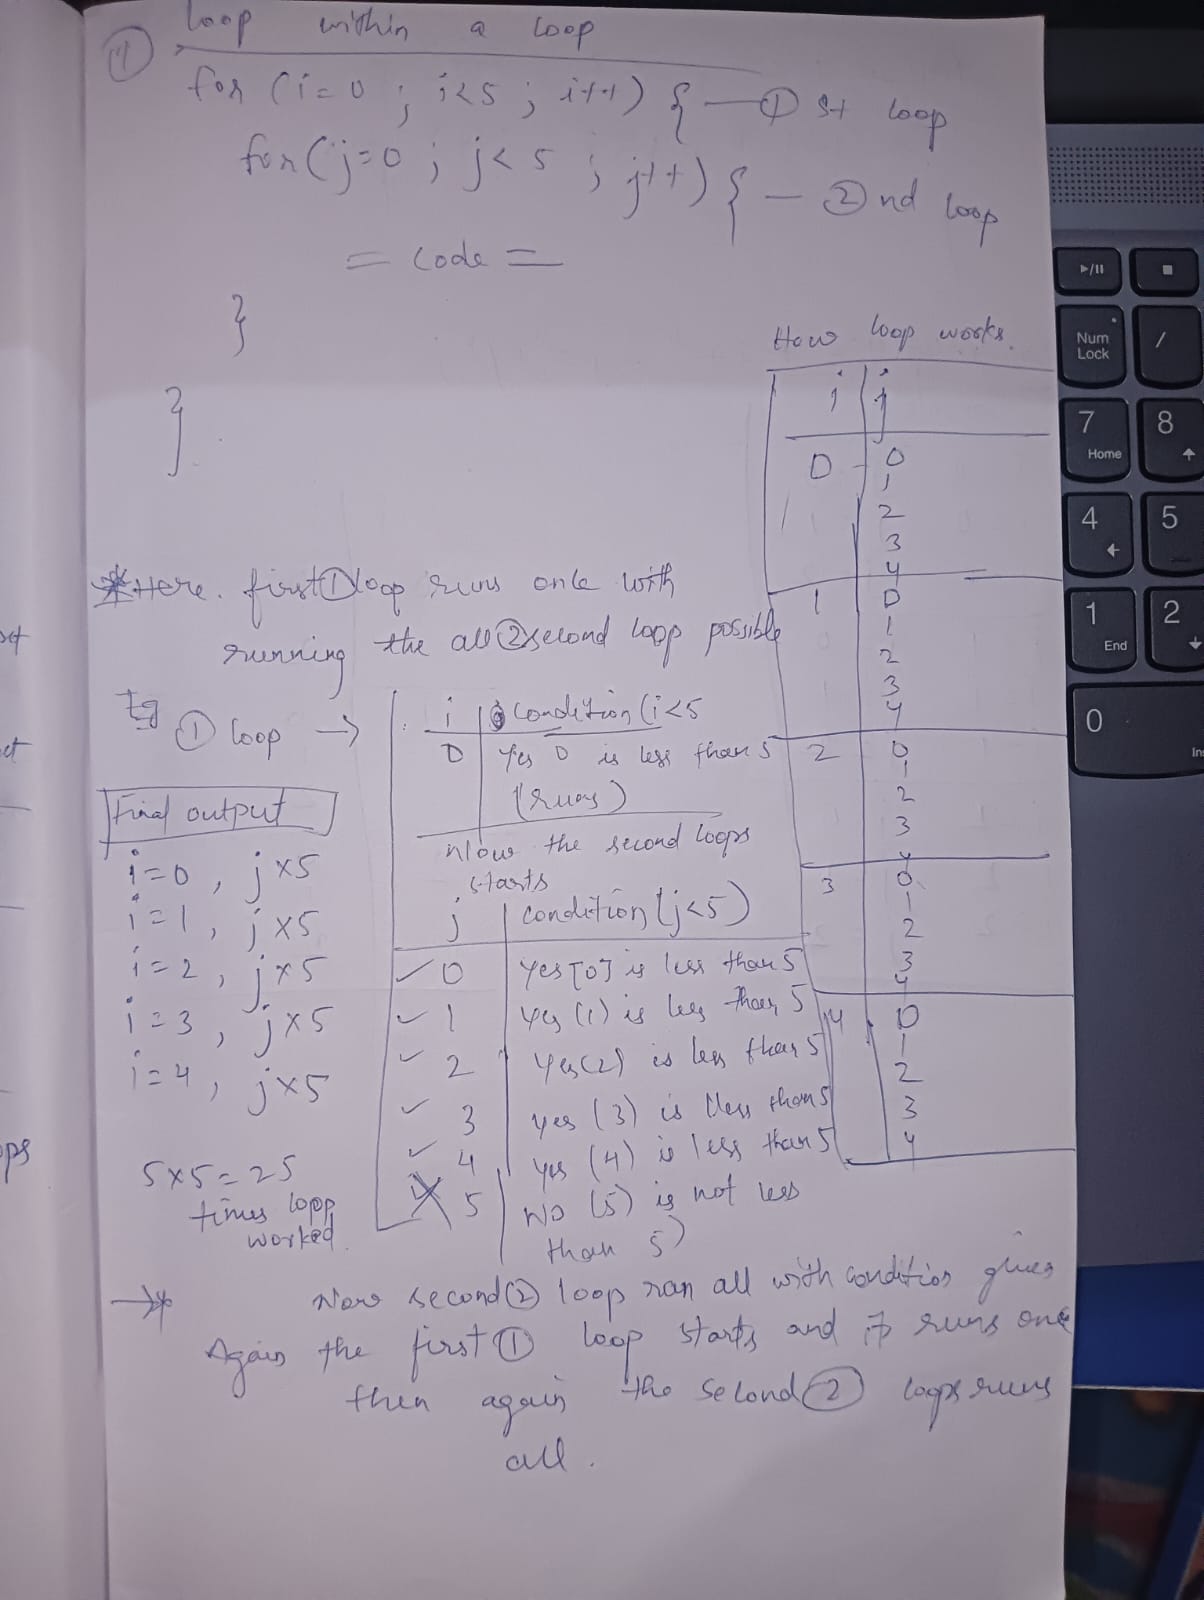 loop within a loop
for (i=0 ; i<5 ; i++) { — ① st loop
for (j=0 ; j<5 ; j++) { — ② nd loop
= code =
}
}
How loop works.
i j
0 0
1
2
3
4
1 0
1
2
3
4
2 0
1
2
3
4
3 0
1
2
3
4
4 0
1
2
3
4
* Here. first ① loop runs once with
running the all ② second loop possible
Eg ① loop →
i condition (i<5
0 Yes 0 is less than 5
(runs)
Now the second loops
starts
j condition (j<5)
✓ 0 yes [0] is less than 5
✓ 1 yes (1) is less than 5
✓ 2 yes (2) is less than 5
✓ 3 yes (3) is less than 5
✓ 4 yes (4) is less than 5
X 5 No (5) is not less
than 5)
Final output
i=0 , j×5
i=1 , j×5
i=2 , j×5
i=3 , j×5
i=4 , j×5
5×5=25
times loop
worked.
→ Now second ② loop ran all with condition given
Again the first ① loop starts and it runs once
then again the second ② loops runs
all.
Num
Lock
/
7
Home
8
4
5
1
End
2
0
In